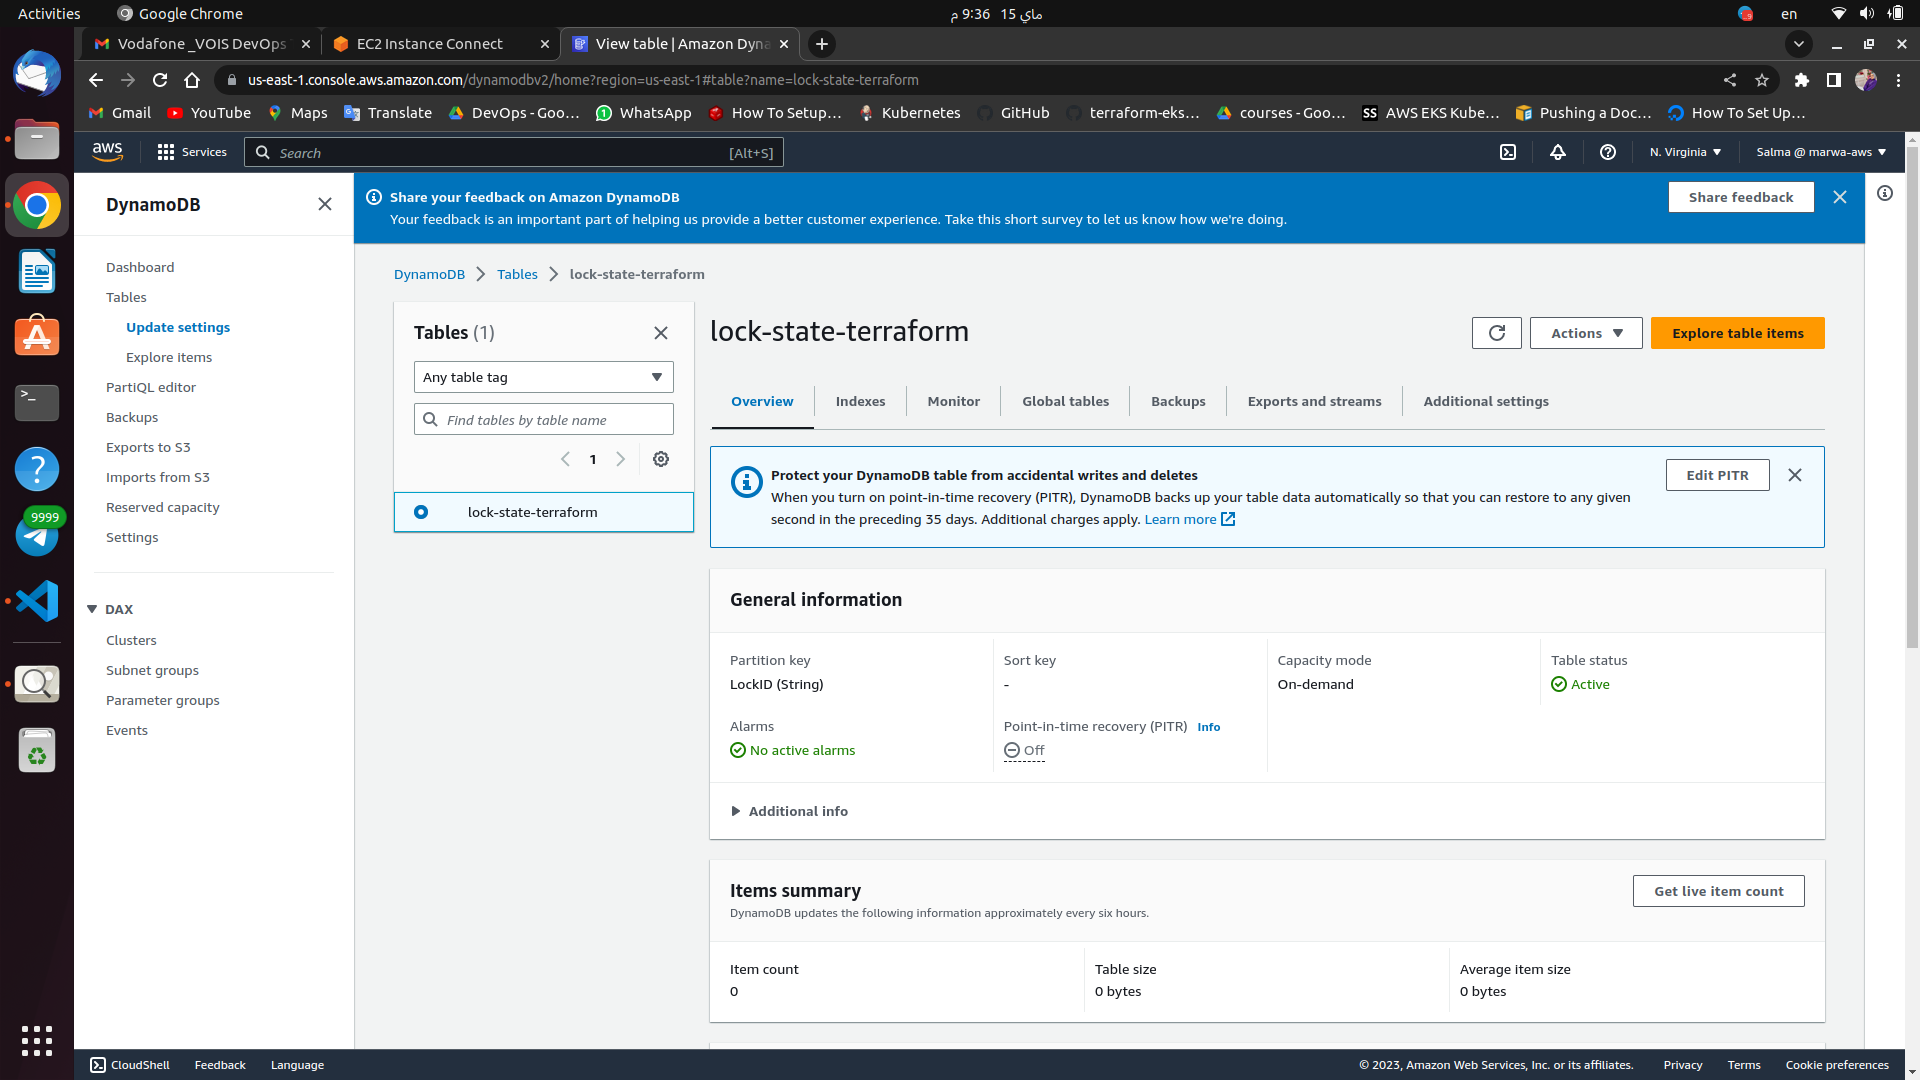 Activities
Google Chrome
9:36 م 15 ماي
en
Vodafone _VOIS DevOps
EC2 Instance Connect
View table | Amazon Dyna
us-east-1.console.aws.amazon.com/dynamodbv2/home?region=us-east-1#table?name=lock-state-terraform
Gmail
YouTube
Maps
Translate
DevOps - Goo…
WhatsApp
How To Setup…
Kubernetes
GitHub
terraform-eks…
courses - Goo…
SS AWS EKS Kube…
Pushing a Doc…
How To Set Up…
aws
Services
Search
[Alt+S]
N. Virginia
Salma @ marwa-aws
9999
DynamoDB
Dashboard
Tables
Update settings
Explore items
PartiQL editor
Backups
Exports to S3
Imports from S3
Reserved capacity
Settings
DAX
Clusters
Subnet groups
Parameter groups
Events
Share your feedback on Amazon DynamoDB
Your feedback is an important part of helping us provide a better customer experience. Take this short survey to let us know how we're doing.
Share feedback
DynamoDB
Tables
lock-state-terraform
Tables (1)
Any table tag
Find tables by table name
1
lock-state-terraform
lock-state-terraform
Actions
Explore table items
Overview
Indexes
Monitor
Global tables
Backups
Exports and streams
Additional settings
Protect your DynamoDB table from accidental writes and deletes
When you turn on point-in-time recovery (PITR), DynamoDB backs up your table data automatically so that you can restore to any given
second in the preceding 35 days. Additional charges apply. Learn more
Edit PITR
General information
Partition key
LockID (String)
Sort key
-
Capacity mode
On-demand
Table status
Active
Alarms
No active alarms
Point-in-time recovery (PITR) Info
Off
Additional info
Items summary
DynamoDB updates the following information approximately every six hours.
Get live item count
Item count
0
Table size
0 bytes
Average item size
0 bytes
CloudShell
Feedback
Language
© 2023, Amazon Web Services, Inc. or its affiliates.
Privacy
Terms
Cookie preferences